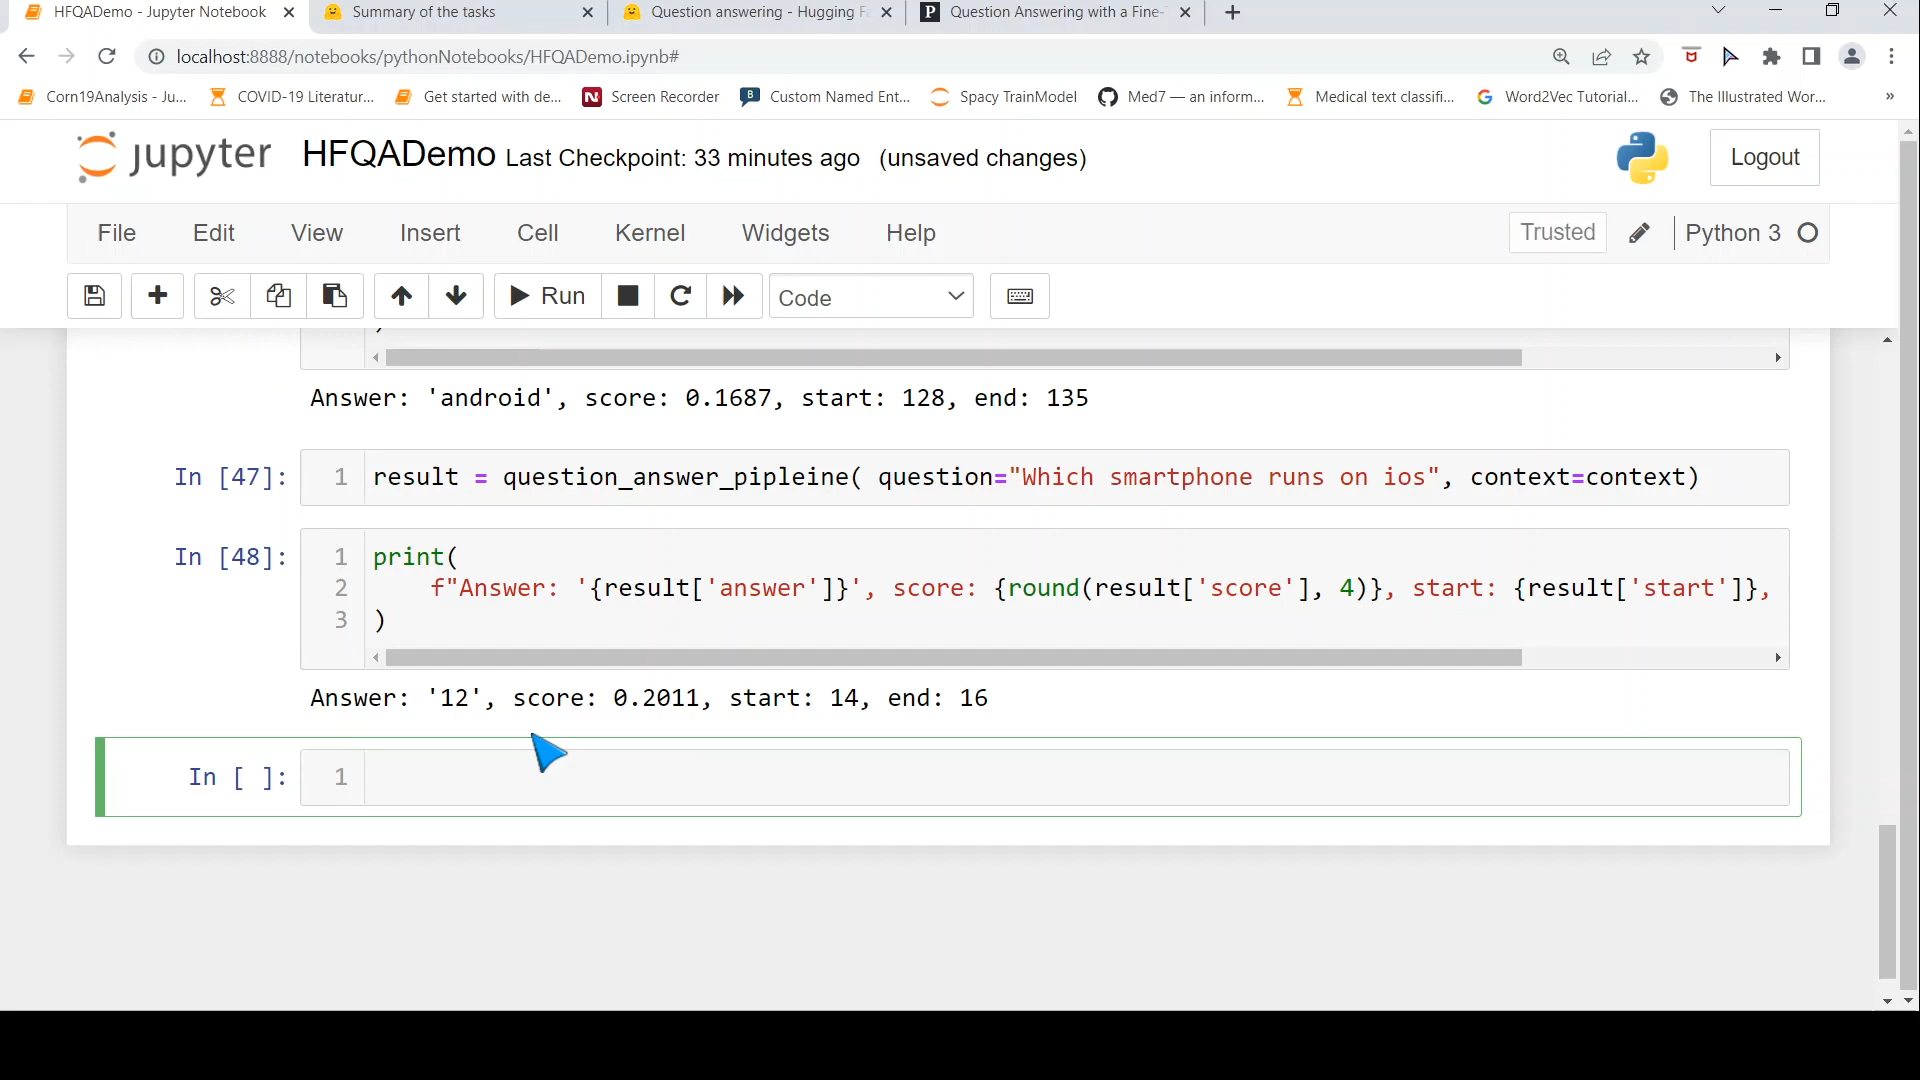 HFQADemo - Jupyter Notebook
Summary of the tasks
Question answering - Hugging F
Question Answering with a Fine-
localhost:8888/notebooks/pythonNotebooks/HFQADemo.ipynb#
Corn19Analysis - Ju...
COVID-19 Literatur...
Get started with de...
Screen Recorder
Custom Named Ent...
Spacy TrainModel
Med7 — an inform...
Medical text classifi...
Word2Vec Tutorial...
The Illustrated Wor...
»
jupyter HFQADemo Last Checkpoint: 33 minutes ago (unsaved changes)
Logout
File Edit View Insert Cell Kernel Widgets Help
Trusted Python 3
Run Code
Answer: 'android', score: 0.1687, start: 128, end: 135
In [47]: 1 result = question_answer_pipleine( question="Which smartphone runs on ios", context=context)
In [48]: 1 print(
2 f"Answer: '{result['answer']}', score: {round(result['score'], 4)}, start: {result['start']},
3 )
Answer: '12', score: 0.2011, start: 14, end: 16
In [ ]: 1